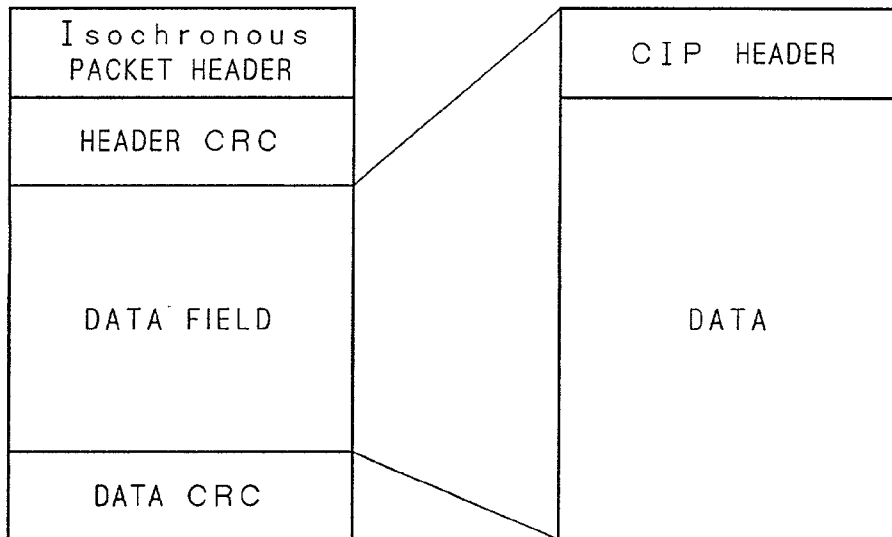 Isochronous
PACKET HEADER
HEADER CRC
DATA FIELD
DATA CRC
CIP HEADER
DATA